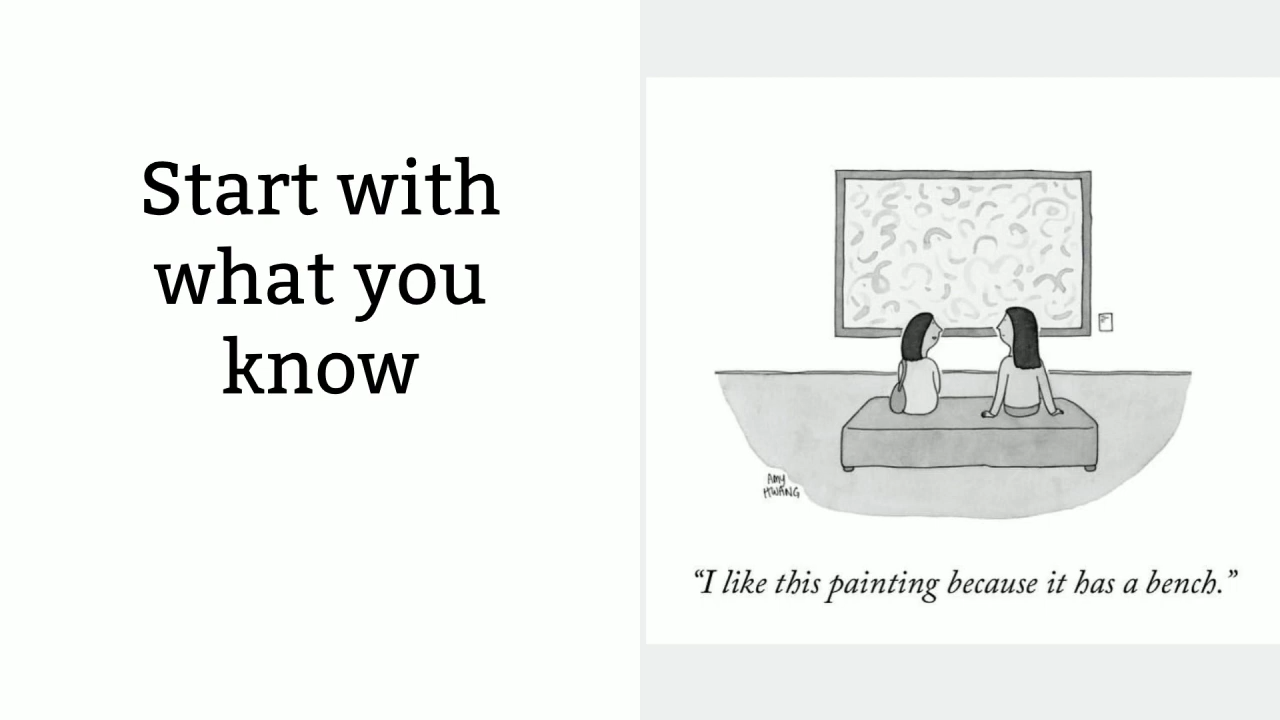 Start with
what you
know
AMY
HWANG
“I like this painting because it has a bench.”